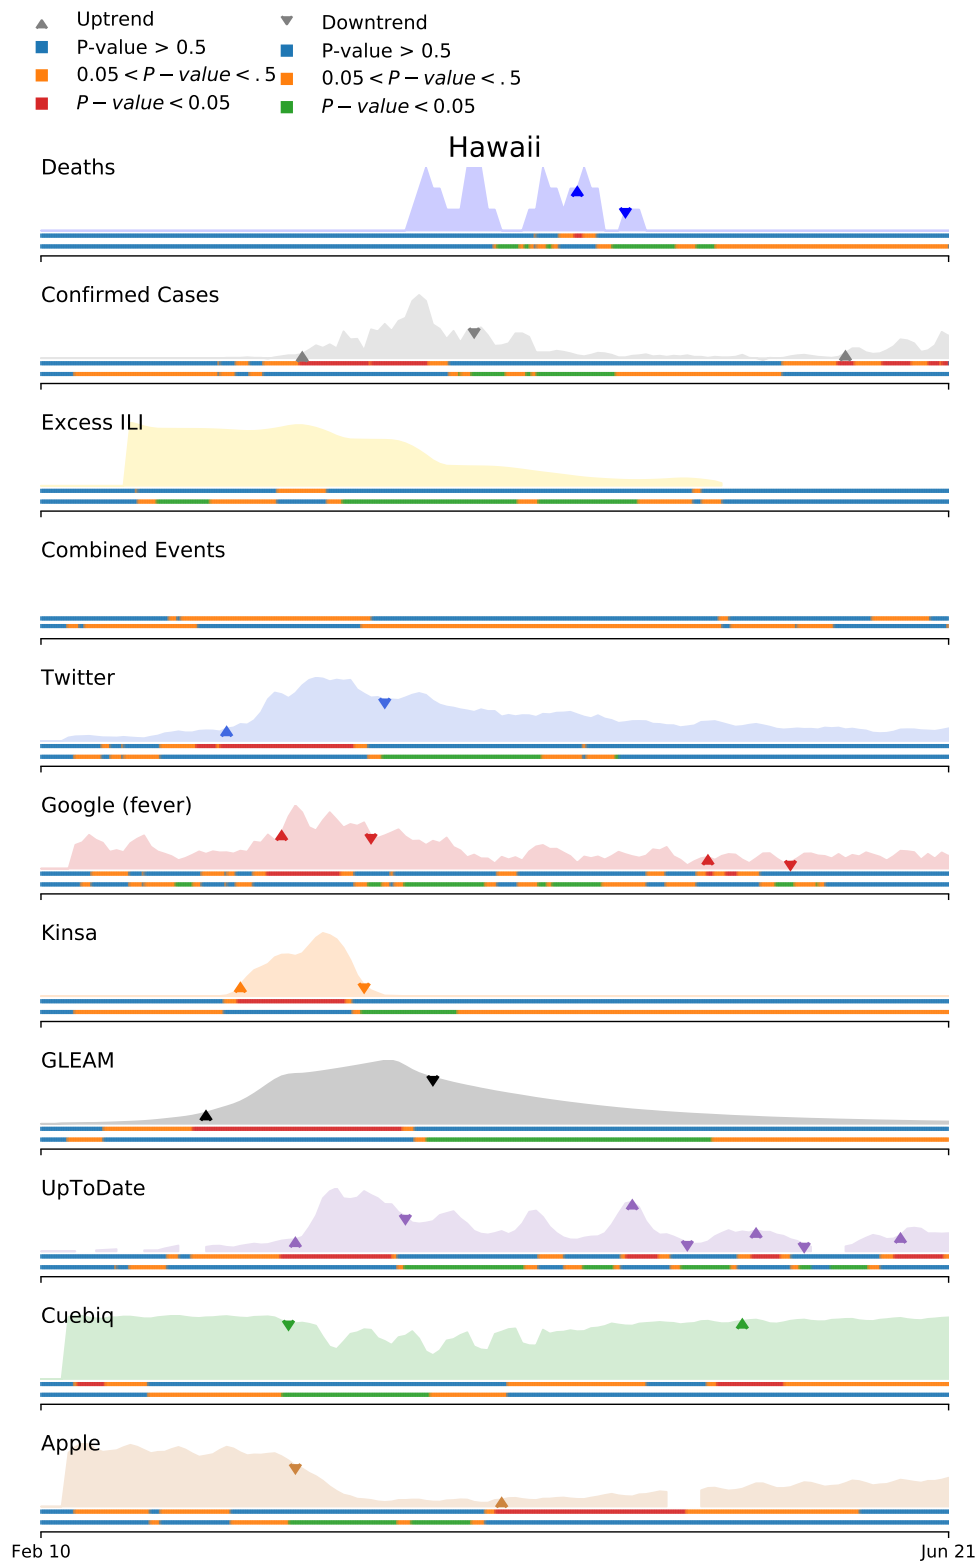 Uptrend
P-value > 0.5
0.05 < P − value < .5
P − value < 0.05
Downtrend
P-value > 0.5
0.05 < P − value < .5
P − value < 0.05
Hawaii
Deaths
Confirmed Cases
Excess ILI
Combined Events
Twitter
Google (fever)
Kinsa
GLEAM
UpToDate
Cuebiq
Apple
Feb 10
Jun 21